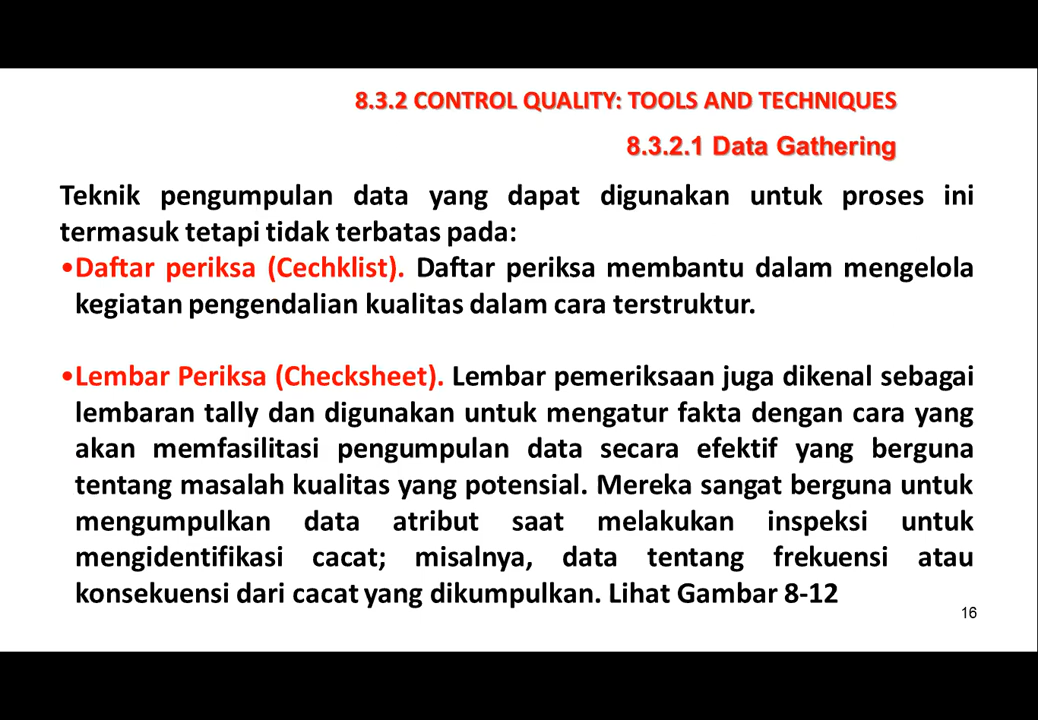 8.3.2 CONTROL QUALITY: TOOLS AND TECHNIQUES
8.3.2.1 Data Gathering
Teknik pengumpulan data yang dapat digunakan untuk proses ini
termasuk tetapi tidak terbatas pada:
•Daftar periksa (Cechklist). Daftar periksa membantu dalam mengelola
kegiatan pengendalian kualitas dalam cara terstruktur.
•Lembar Periksa (Checksheet). Lembar pemeriksaan juga dikenal sebagai
lembaran tally dan digunakan untuk mengatur fakta dengan cara yang
akan memfasilitasi pengumpulan data secara efektif yang berguna
tentang masalah kualitas yang potensial. Mereka sangat berguna untuk
mengumpulkan data atribut saat melakukan inspeksi untuk
mengidentifikasi cacat; misalnya, data tentang frekuensi atau
konsekuensi dari cacat yang dikumpulkan. Lihat Gambar 8-12
16